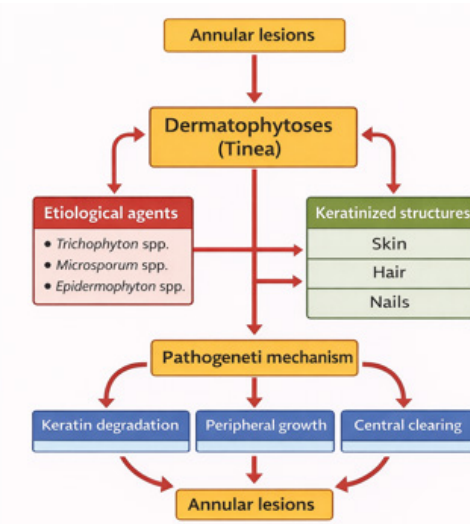 Annular lesions
Dermatophytoses
(Tinea)
Etiological agents
• Trichophyton spp.
• Microsporum spp.
• Epidermophyton spp.
Keratinized structures
Skin
Hair
Nails
Pathogeneti mechanism
Keratin degradation
Peripheral growth
Central clearing
Annular lesions